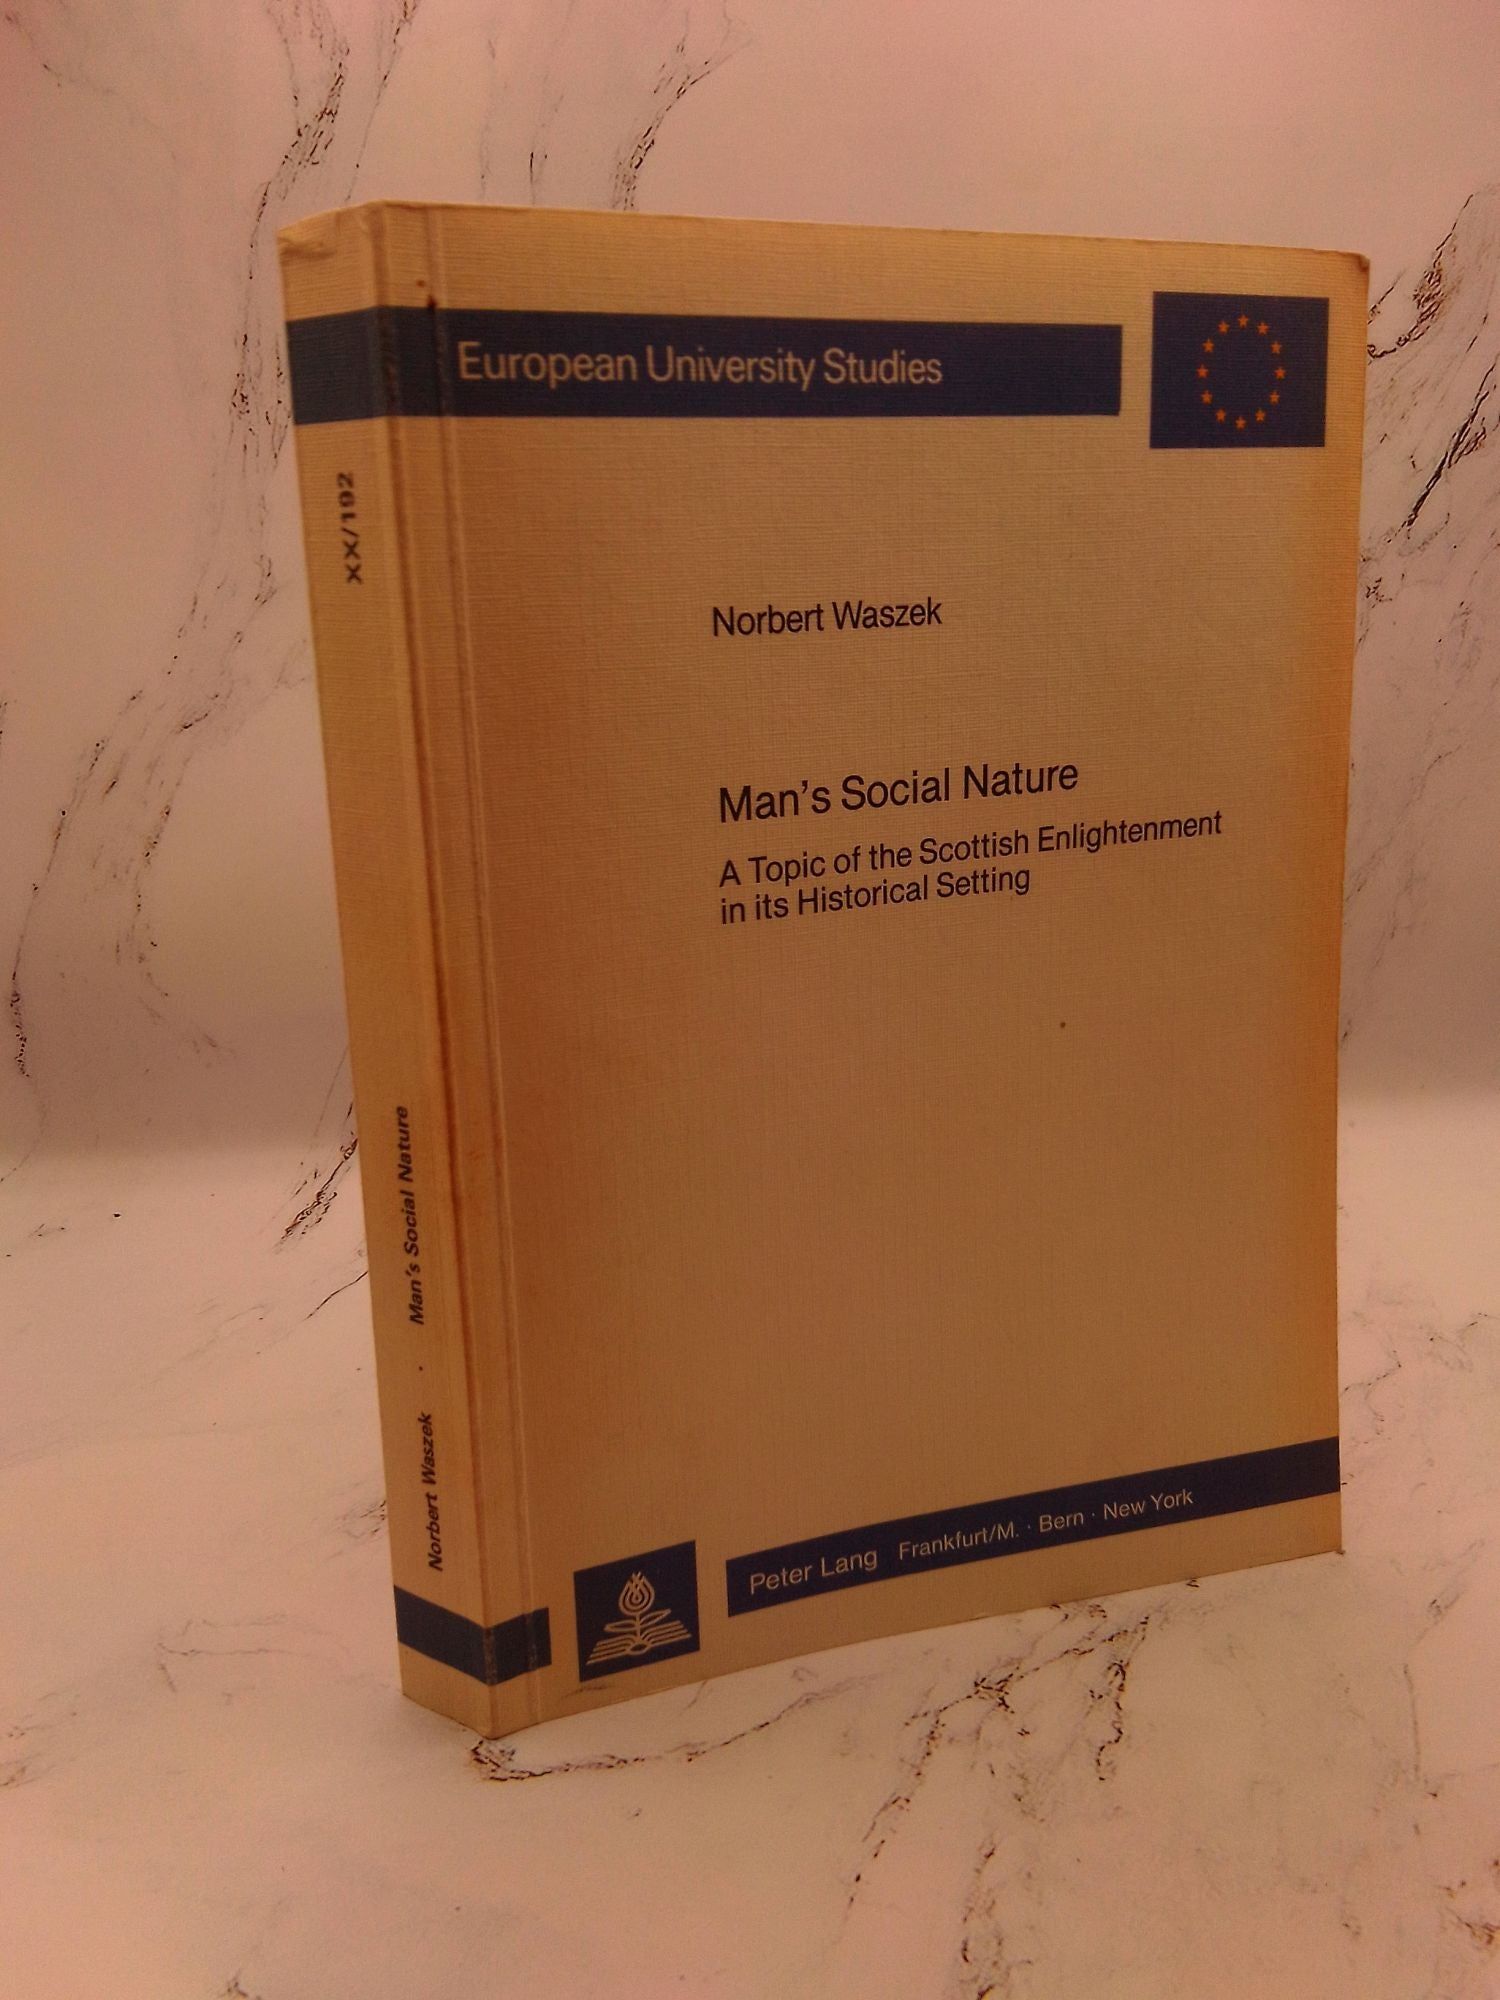 European University Studies
XX/192
Norbert Waszek
Man's Social Nature
A Topic of the Scottish Enlightenment
in its Historical Setting
Norbert Waszek · Man's Social Nature
Peter Lang Frankfurt/M. · Bern · New York